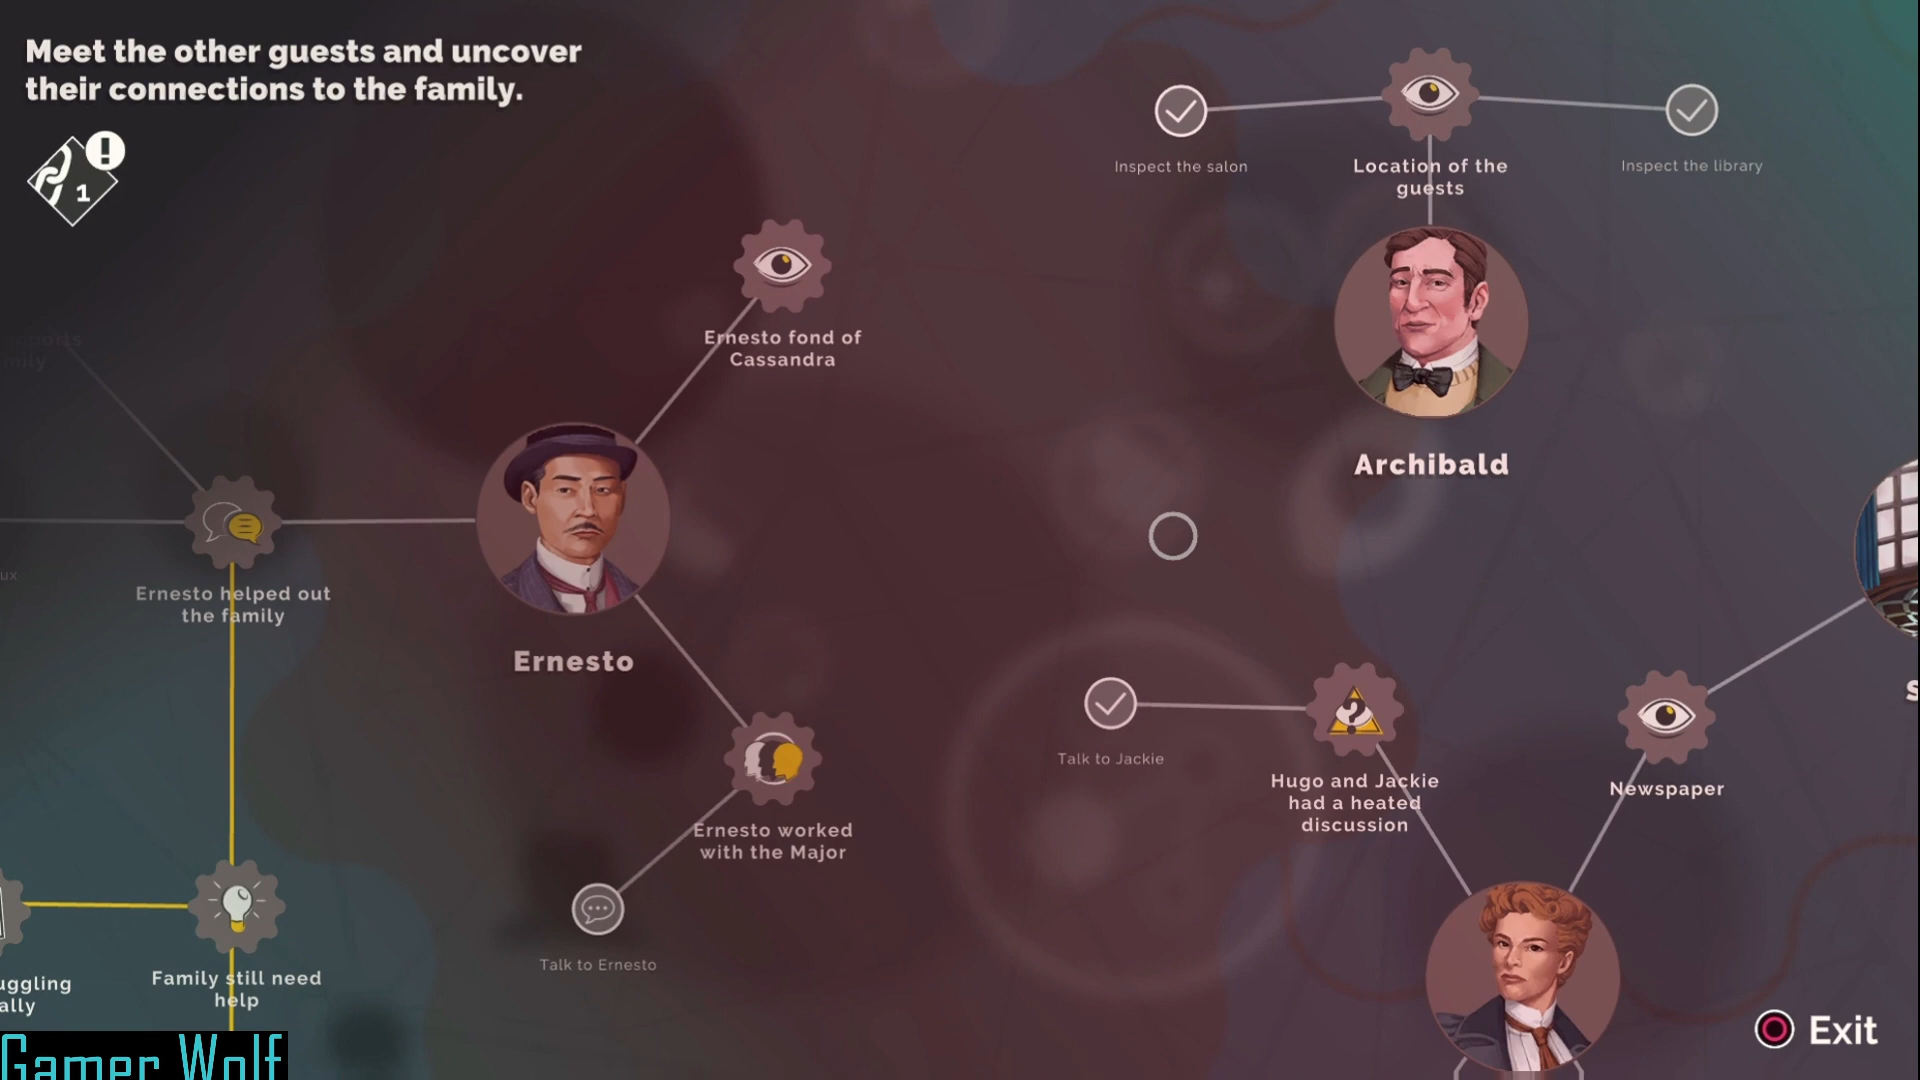 Meet the other guests and uncover
their connections to the family.
1
Inspect the salon
Location of the
guests
Inspect the library
Ernesto fond of
Cassandra
Archibald
Ernesto helped out
the family
Ernesto
Talk to Jackie
Hugo and Jackie
had a heated
discussion
Newspaper
Ernesto worked
with the Major
Talk to Ernesto
Family still need
help
Exit
Gamer Wolf